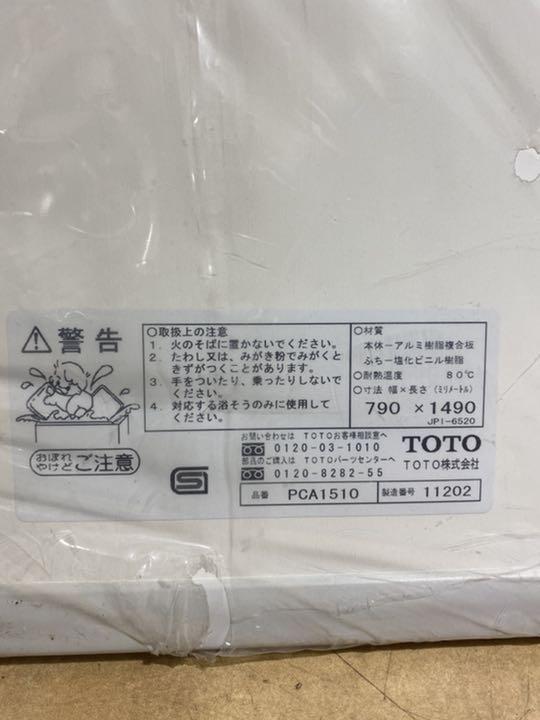 警告
おぼれ
やけど ご注意
○取扱上の注意
1. 火のそばに置かないでください。
2. たわし又は、みがき粉でみがくと
きずがつくことがあります。
3. 手をついたり、乗ったりしないで
ください。
4. 対応する浴そうのみに使用して
ください。
○材質
本体－アルミ樹脂複合板
ふち－塩化ビニル樹脂
○耐熱温度 80℃
○寸法 幅×長さ (ミリメートル)
790 ×1490
JPI-6520
お問い合わせは TOTOお客様相談室へ
0120-03-1010
部品のご購入は TOTOパーツセンターへ
0120-8282-55
TOTO
TOTO株式会社
品番 PCA1510 製造番号 11202